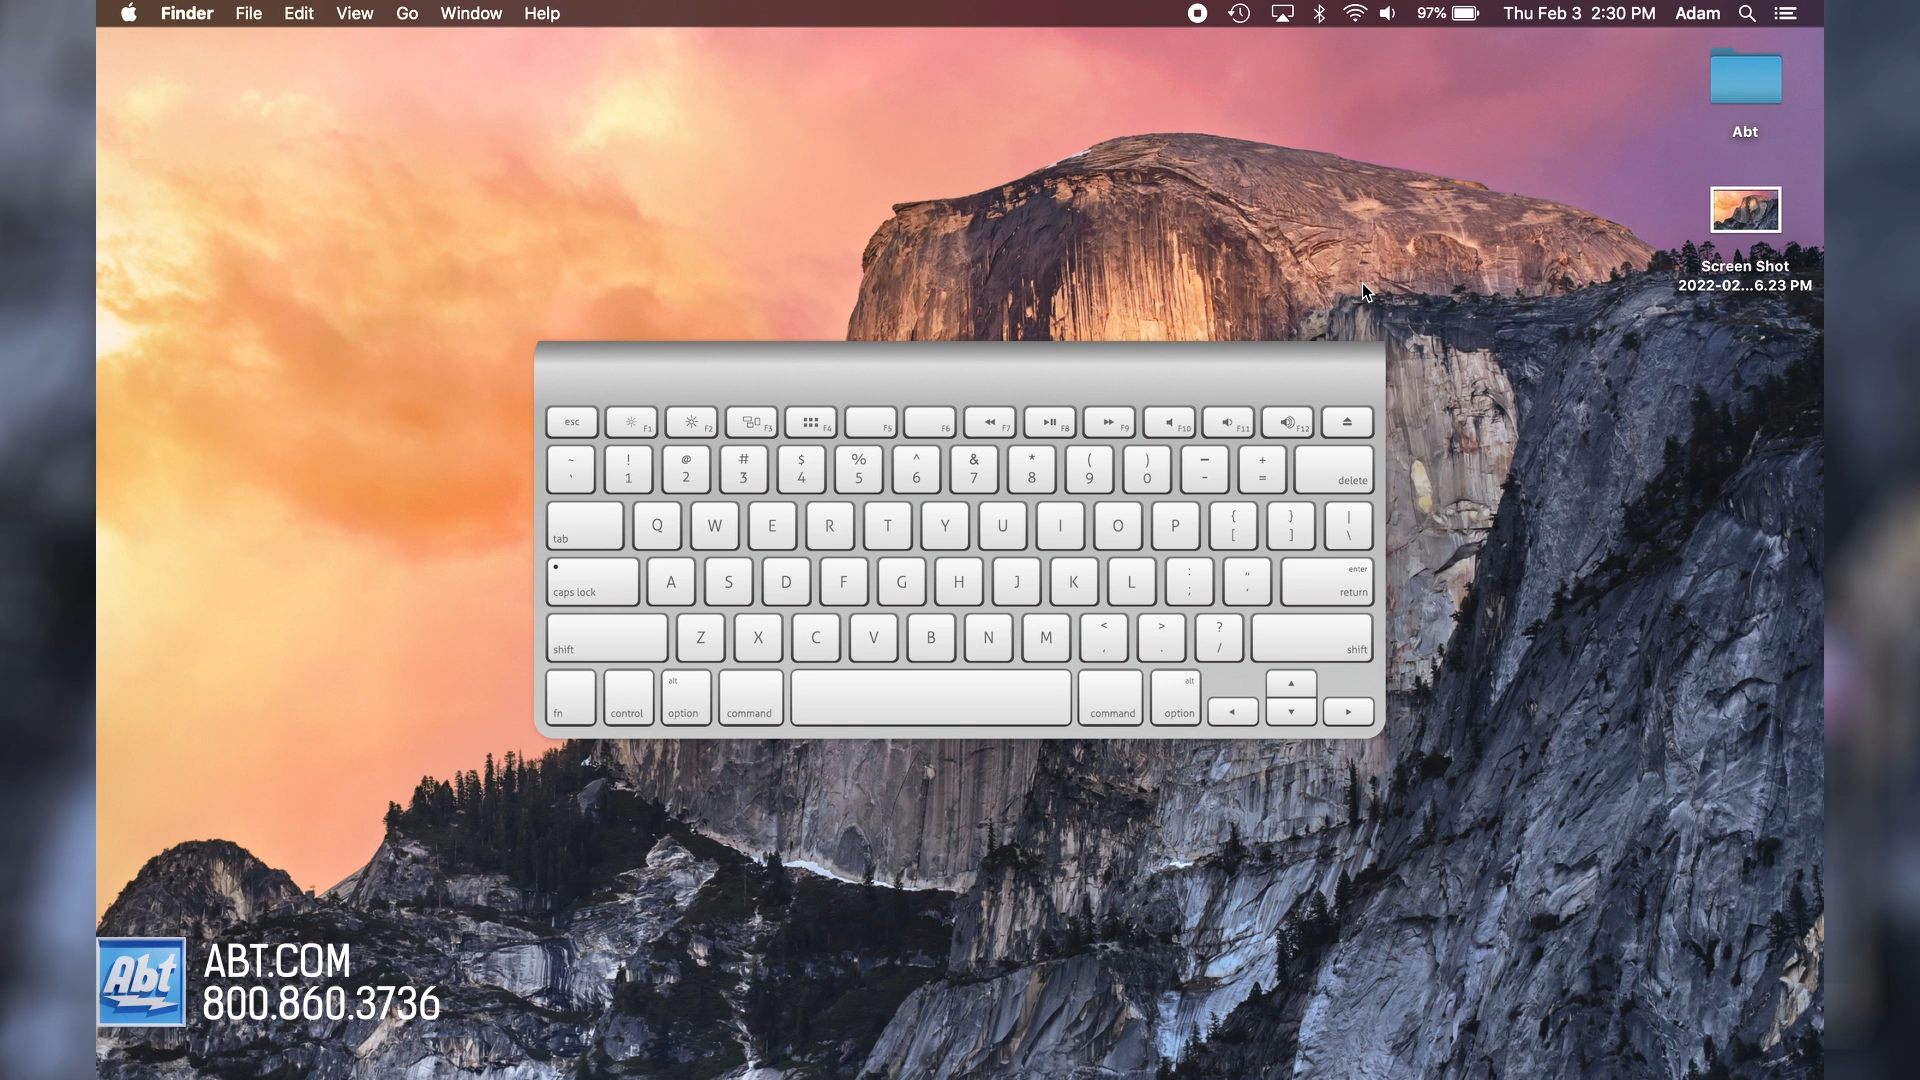 Finder File Edit View Go Window Help 97% Thu Feb 3 2:30 PM Adam
Abt
Screen Shot
2022-02...6.23 PM
esc F1 F2 F3 F4 F5 F6 F7 F8 F9 F10 F11 F12
~ ! @ # $ % ^ & * ( ) – +
` 1 2 3 4 5 6 7 8 9 0 - = delete
tab Q W E R T Y U I O P { [ } ] | \
caps lock A S D F G H J K L : ; “ ‘ enter return
shift Z X C V B N M < , > . ? / shift
fn control alt option command command alt option
Abt
ABT.COM
800.860.3736